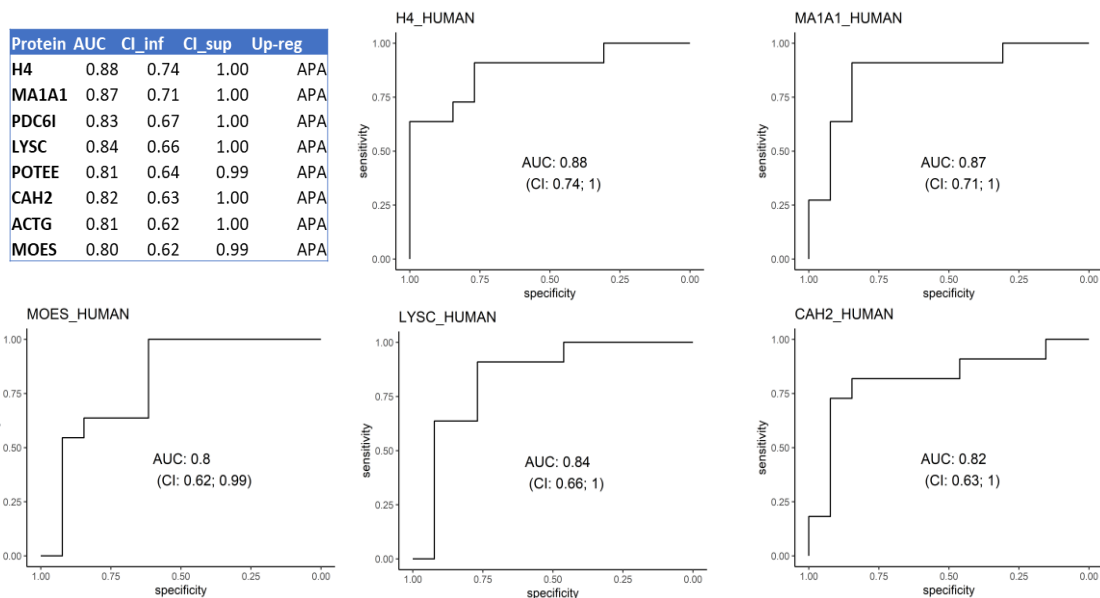 Protein AUC CI_inf CI_sup Up-reg
H4 0.88 0.74 1.00 APA
MA1A1 0.87 0.71 1.00 APA
PDC6I 0.83 0.67 1.00 APA
LYSC 0.84 0.66 1.00 APA
POTEE 0.81 0.64 0.99 APA
CAH2 0.82 0.63 1.00 APA
ACTG 0.81 0.62 1.00 APA
MOES 0.80 0.62 0.99 APA
H4_HUMAN
1.00
0.75
0.50
0.25
0.00
sensitivity
AUC: 0.88
(CI: 0.74; 1)
1.00 0.75 0.50 0.25 0.00
specificity
MA1A1_HUMAN
1.00
0.75
0.50
0.25
0.00
sensitivity
AUC: 0.87
(CI: 0.71; 1)
1.00 0.75 0.50 0.25 0.00
specificity
MOES_HUMAN
1.00
0.75
0.50
0.25
0.00
AUC: 0.8
(CI: 0.62; 0.99)
1.00 0.75 0.50 0.25 0.00
specificity
LYSC_HUMAN
1.00
0.75
0.50
0.25
0.00
sensitivity
AUC: 0.84
(CI: 0.66; 1)
1.00 0.75 0.50 0.25 0.00
specificity
CAH2_HUMAN
1.00
0.75
0.50
0.25
0.00
sensitivity
AUC: 0.82
(CI: 0.63; 1)
1.00 0.75 0.50 0.25 0.00
specificity